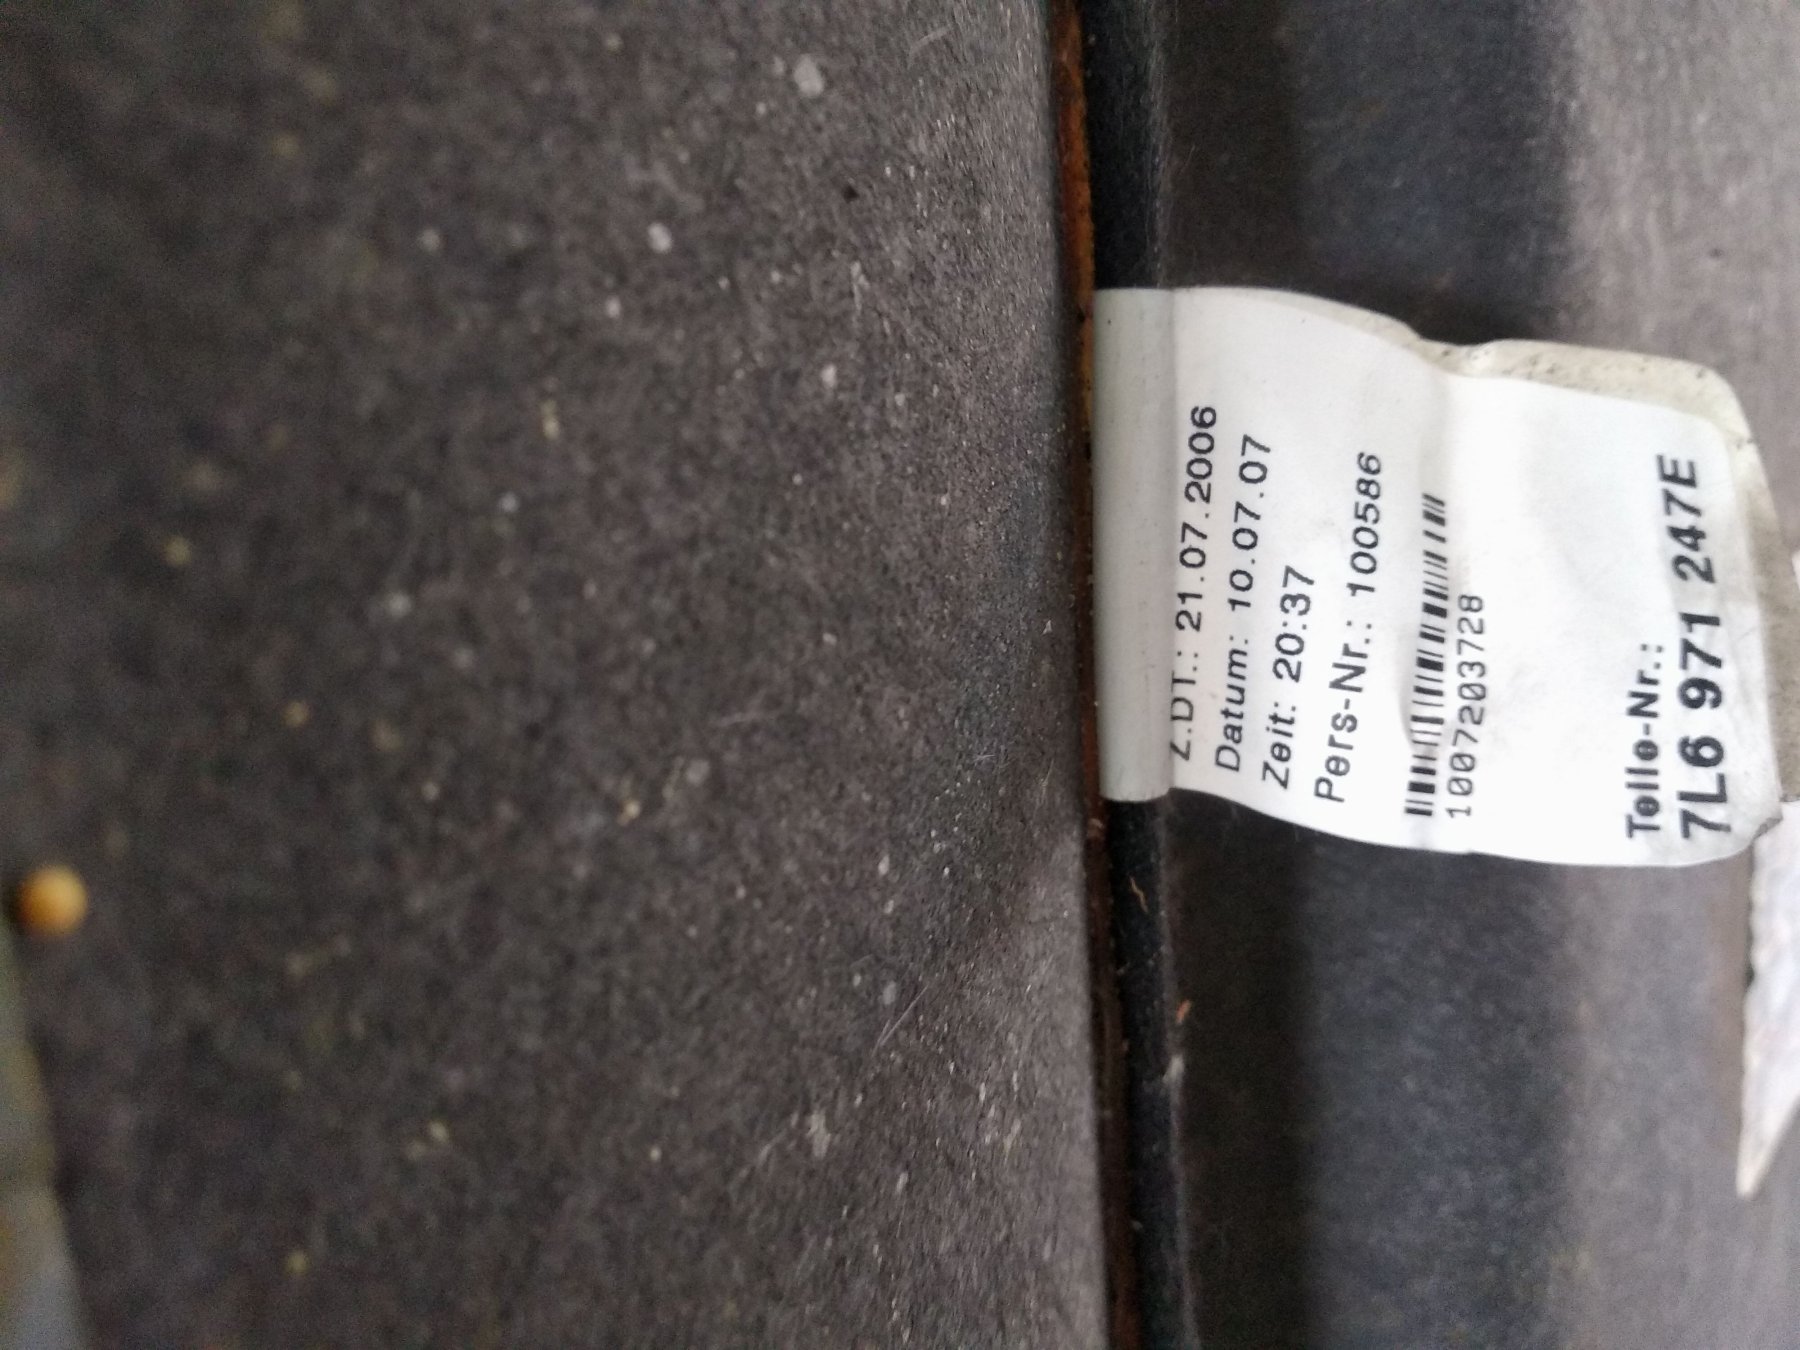 Z.DT.: 21.07.2006
Datum: 10.07.07
Zeit: 20:37
Pers-Nr.: 100586
1007203728
Teile-Nr.:
7L6 971 247E